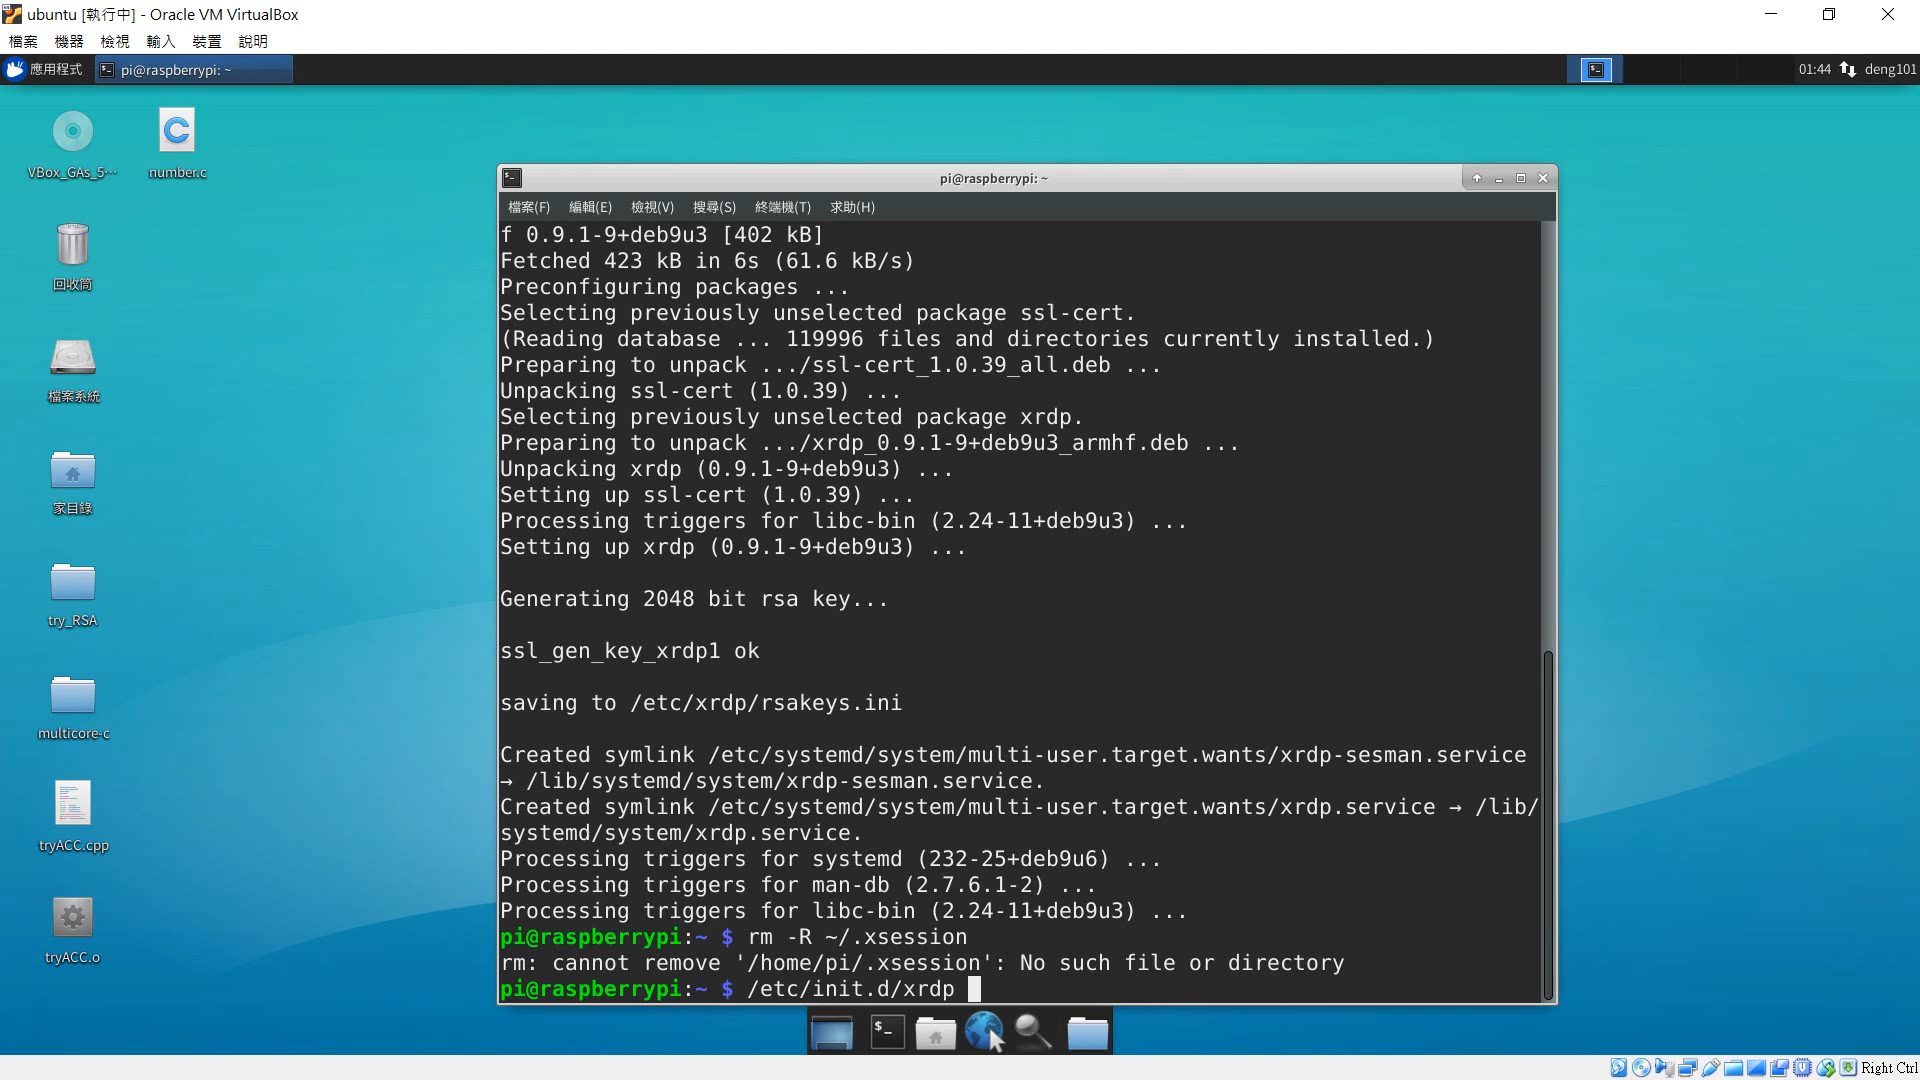 ubuntu [執行中] - Oracle VM VirtualBox
檔案 機器 檢視 輸入 裝置 說明
應用程式 pi@raspberrypi: ~ 01:44 deng101
VBox_GAs_5… number.c
回收筒
檔案系統
家目錄
try_RSA
multicore-c
tryACC.cpp
tryACC.o
pi@raspberrypi: ~
檔案(F) 編輯(E) 檢視(V) 搜尋(S) 終端機(T) 求助(H)
f 0.9.1-9+deb9u3 [402 kB]
Fetched 423 kB in 6s (61.6 kB/s)
Preconfiguring packages ...
Selecting previously unselected package ssl-cert.
(Reading database ... 119996 files and directories currently installed.)
Preparing to unpack .../ssl-cert_1.0.39_all.deb ...
Unpacking ssl-cert (1.0.39) ...
Selecting previously unselected package xrdp.
Preparing to unpack .../xrdp_0.9.1-9+deb9u3_armhf.deb ...
Unpacking xrdp (0.9.1-9+deb9u3) ...
Setting up ssl-cert (1.0.39) ...
Processing triggers for libc-bin (2.24-11+deb9u3) ...
Setting up xrdp (0.9.1-9+deb9u3) ...
Generating 2048 bit rsa key...
ssl_gen_key_xrdp1 ok
saving to /etc/xrdp/rsakeys.ini
Created symlink /etc/systemd/system/multi-user.target.wants/xrdp-sesman.service
→ /lib/systemd/system/xrdp-sesman.service.
Created symlink /etc/systemd/system/multi-user.target.wants/xrdp.service → /lib/
systemd/system/xrdp.service.
Processing triggers for systemd (232-25+deb9u6) ...
Processing triggers for man-db (2.7.6.1-2) ...
Processing triggers for libc-bin (2.24-11+deb9u3) ...
pi@raspberrypi:~ $ rm -R ~/.xsession
rm: cannot remove '/home/pi/.xsession': No such file or directory
pi@raspberrypi:~ $ /etc/init.d/xrdp
Right Ctrl